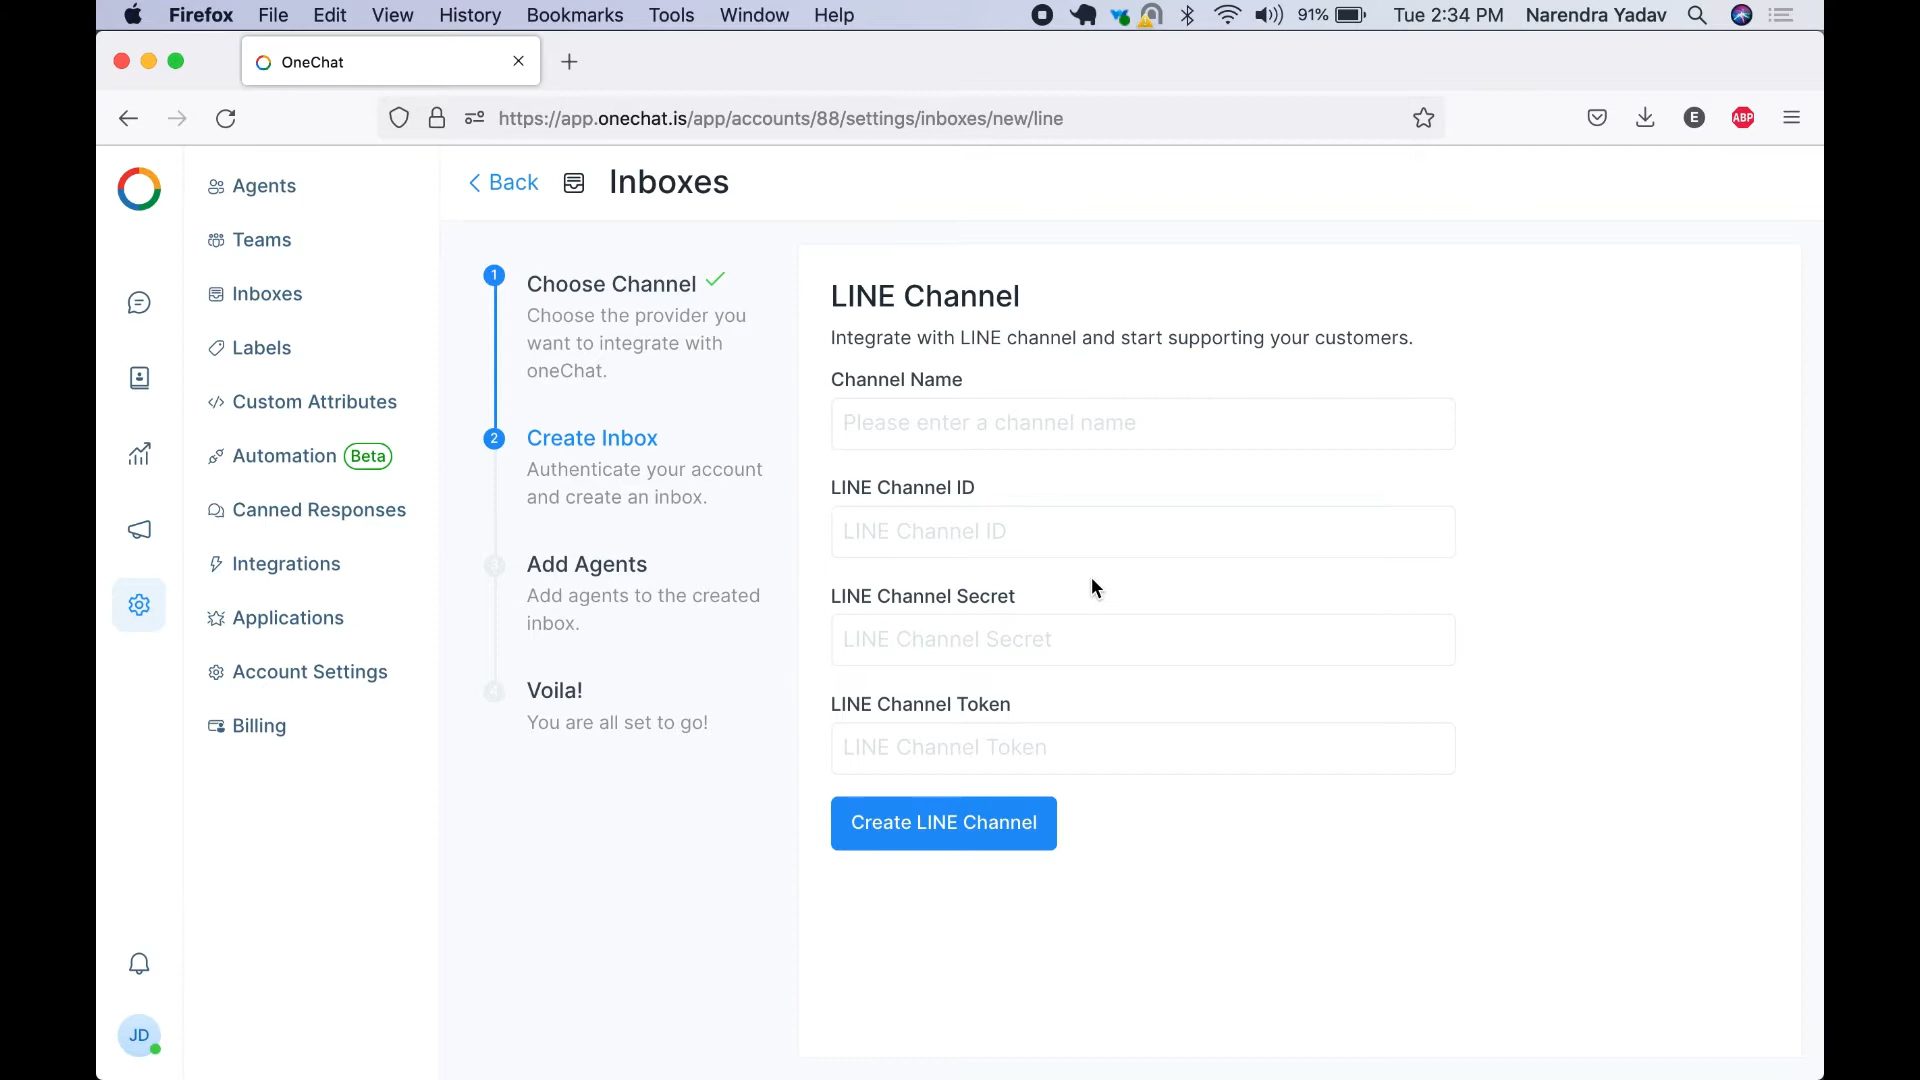 Firefox File Edit View History Bookmarks Tools Window Help 91% Tue 2:34 PM Narendra Yadav
OneChat
https://app.onechat.is/app/accounts/88/settings/inboxes/new/line
E
ABP
Agents
Teams
Inboxes
Labels
Custom Attributes
Automation Beta
Canned Responses
Integrations
Applications
Account Settings
Billing
JD
Back Inboxes
1 Choose Channel
Choose the provider you
want to integrate with
oneChat.
2 Create Inbox
Authenticate your account
and create an inbox.
3 Add Agents
Add agents to the created
inbox.
4 Voila!
You are all set to go!
LINE Channel
Integrate with LINE channel and start supporting your customers.
Channel Name
Please enter a channel name
LINE Channel ID
LINE Channel ID
LINE Channel Secret
LINE Channel Secret
LINE Channel Token
LINE Channel Token
Create LINE Channel